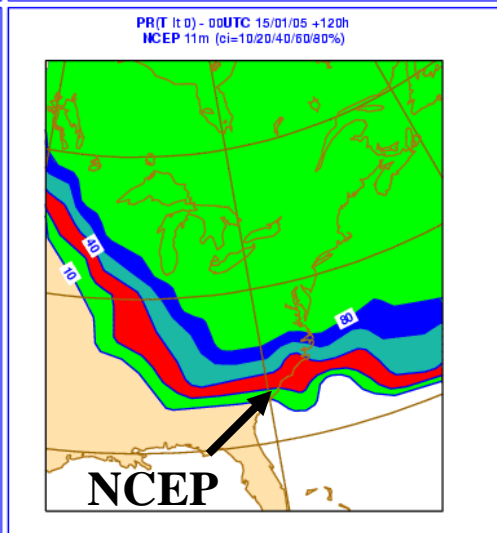 PR(T lt 0) - 00UTC 15/01/05 +120h
NCEP 11m (ci=10/20/40/60/80%)
40
10
80
NCEP